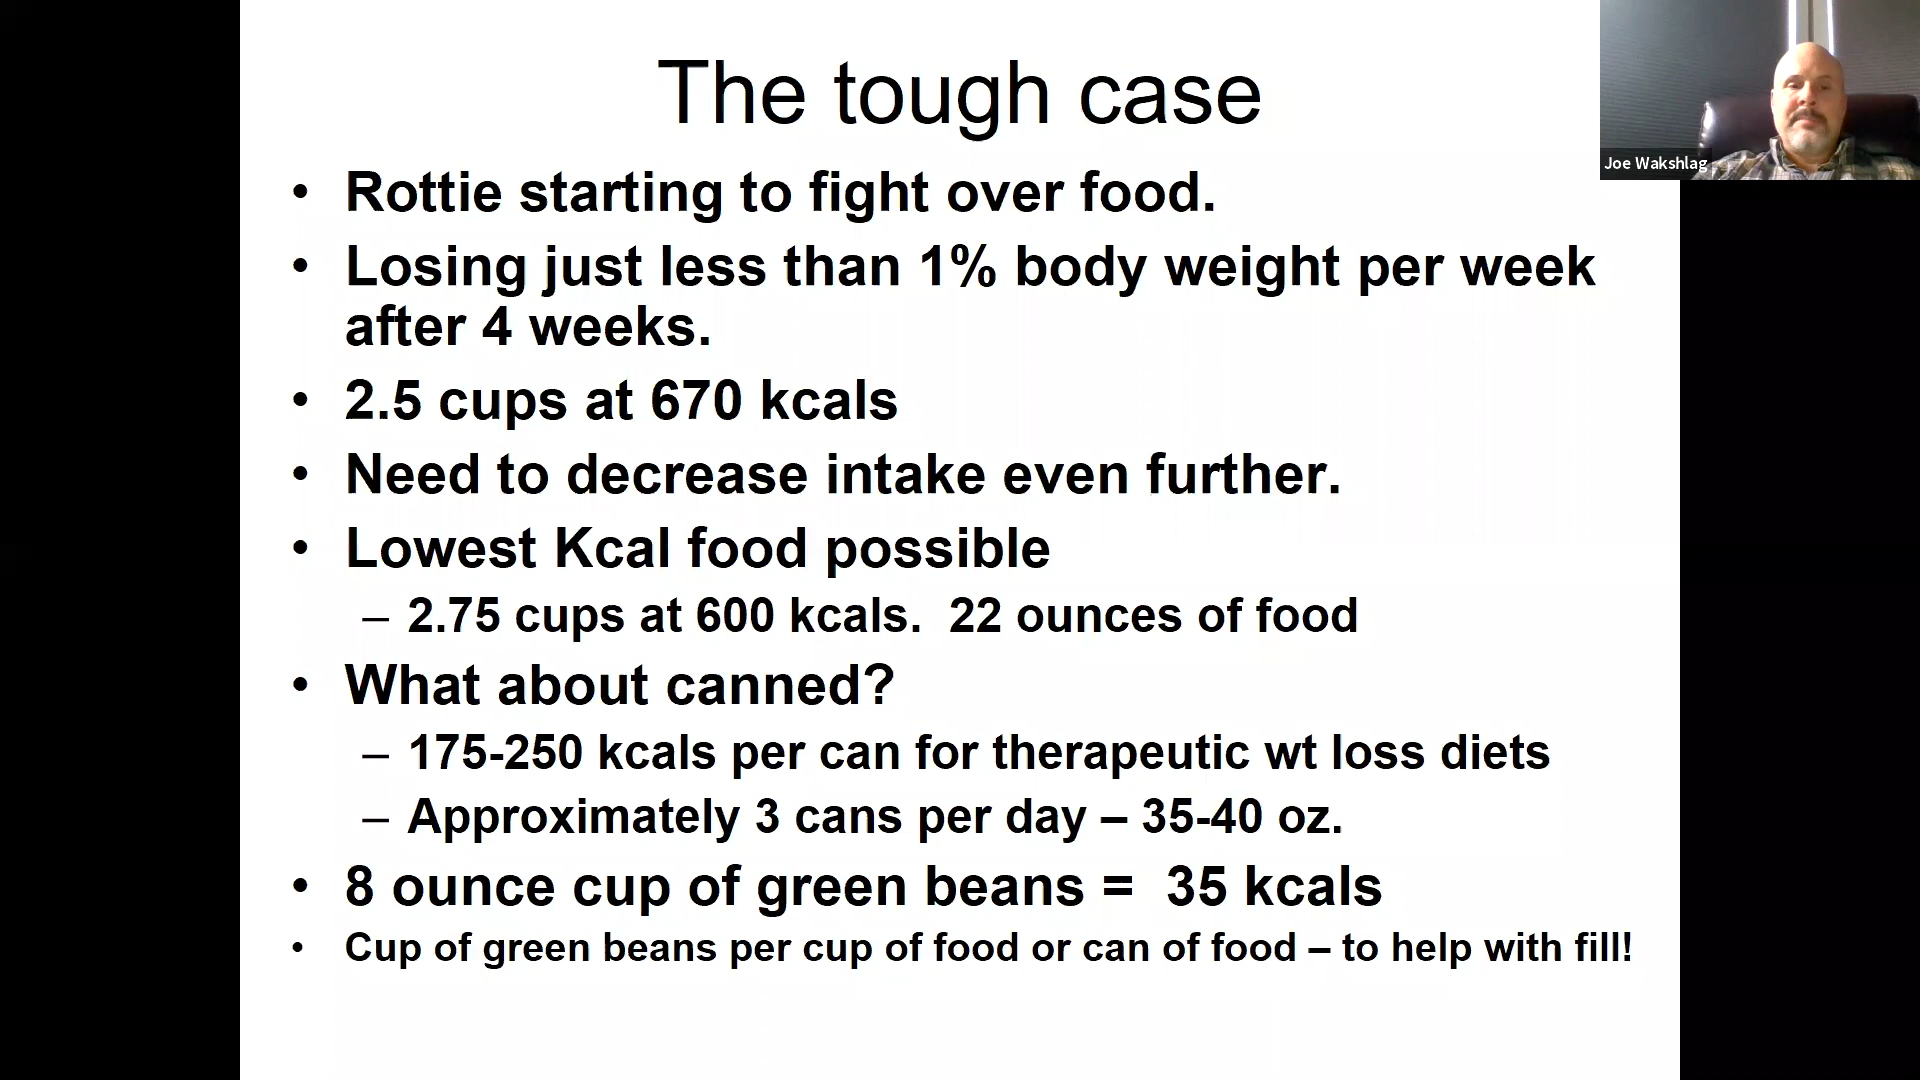 The tough case
Joe Wakshlag
• Rottie starting to fight over food.
• Losing just less than 1% body weight per week
after 4 weeks.
• 2.5 cups at 670 kcals
• Need to decrease intake even further.
• Lowest Kcal food possible
– 2.75 cups at 600 kcals.  22 ounces of food
• What about canned?
– 175-250 kcals per can for therapeutic wt loss diets
– Approximately 3 cans per day – 35-40 oz.
• 8 ounce cup of green beans =  35 kcals
• Cup of green beans per cup of food or can of food – to help with fill!